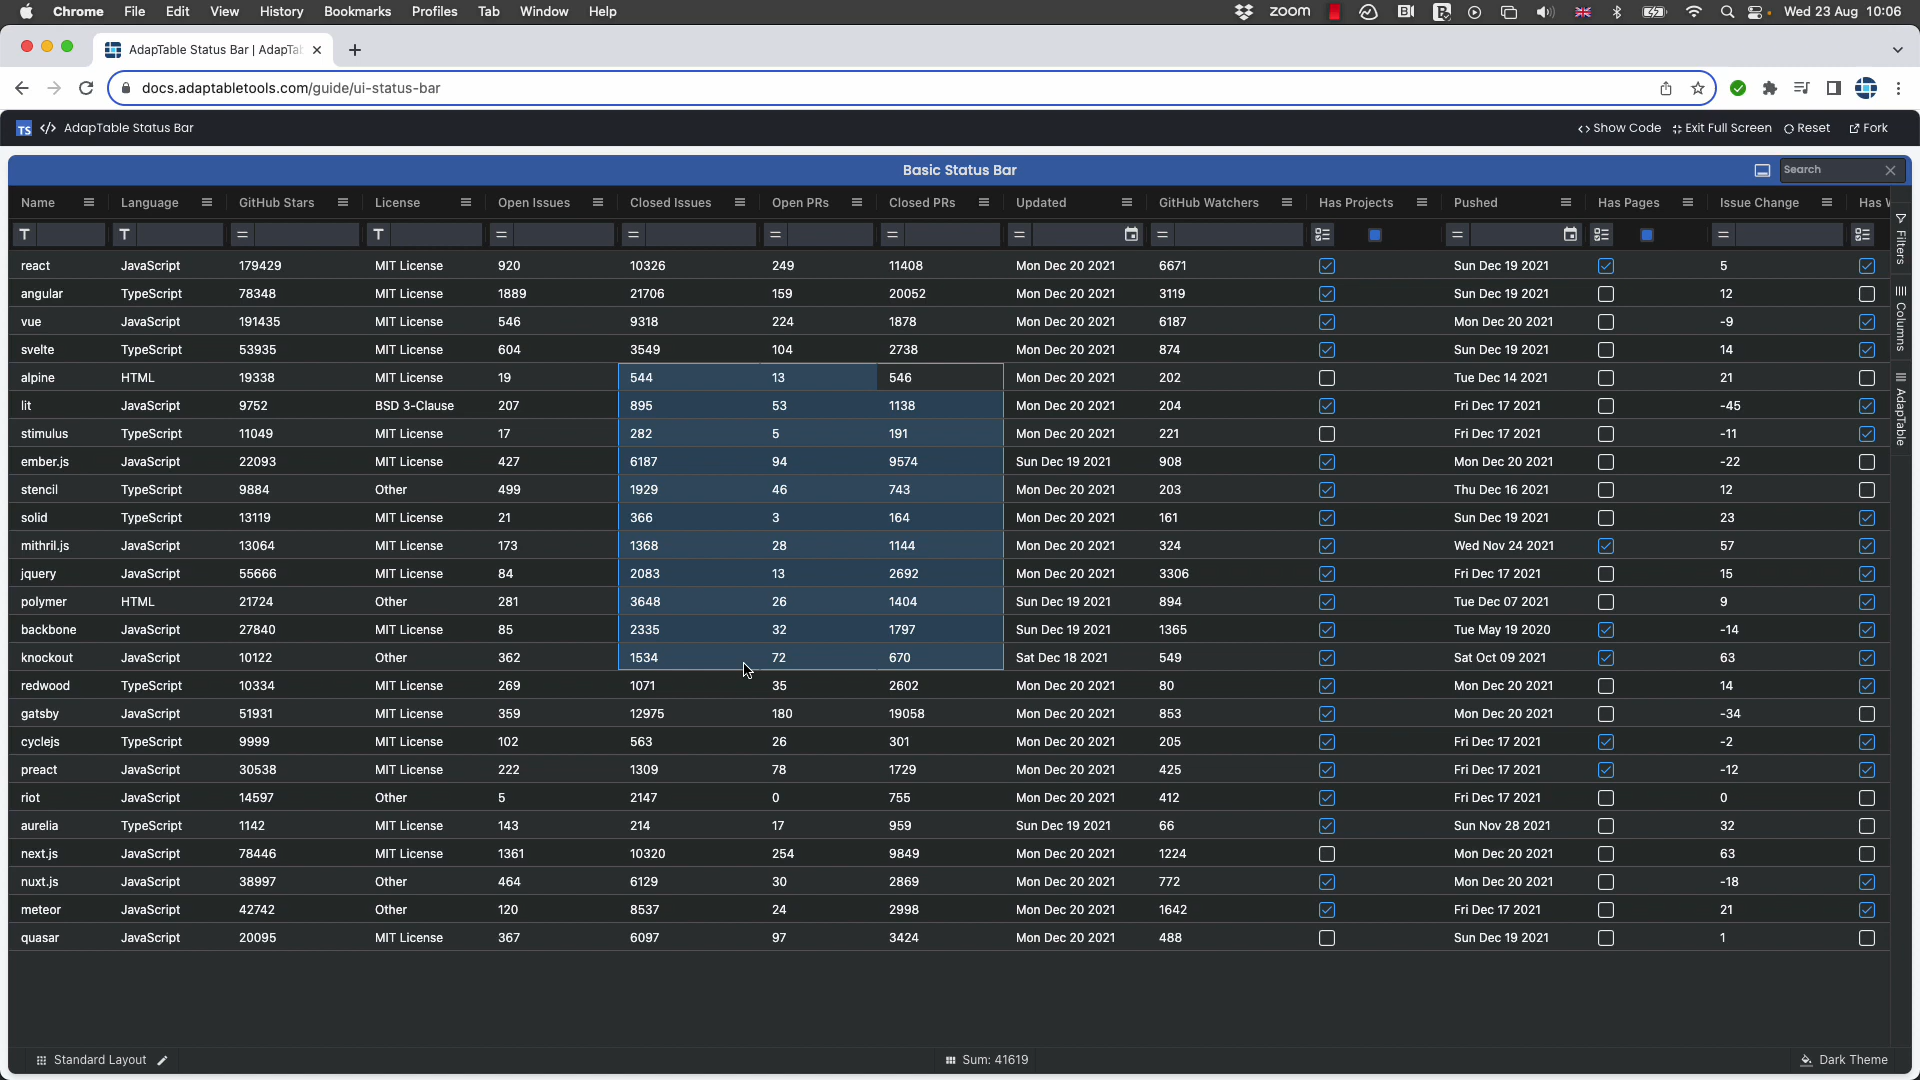 Chrome File Edit View History Bookmarks Profiles Tab Window Help zoom Wed 23 Aug 10:06
AdapTable Status Bar | AdapTa
docs.adaptabletools.com/guide/ui-status-bar
TS </> AdapTable Status Bar <> Show Code Exit Full Screen Reset Fork
Basic Status Bar Search
Name Language GitHub Stars License Open Issues Closed Issues Open PRs Closed PRs Updated GitHub Watchers Has Projects Pushed Has Pages Issue Change Has W
react JavaScript 179429 MIT License 920 10326 249 11408 Mon Dec 20 2021 6671 Sun Dec 19 2021 5
angular TypeScript 78348 MIT License 1889 21706 159 20052 Mon Dec 20 2021 3119 Sun Dec 19 2021 12
vue JavaScript 191435 MIT License 546 9318 224 1878 Mon Dec 20 2021 6187 Mon Dec 20 2021 -9
svelte TypeScript 53935 MIT License 604 3549 104 2738 Mon Dec 20 2021 874 Sun Dec 19 2021 14
alpine HTML 19338 MIT License 19 544 13 546 Mon Dec 20 2021 202 Tue Dec 14 2021 21
lit JavaScript 9752 BSD 3-Clause 207 895 53 1138 Mon Dec 20 2021 204 Fri Dec 17 2021 -45
stimulus TypeScript 11049 MIT License 17 282 5 191 Mon Dec 20 2021 221 Fri Dec 17 2021 -11
ember.js JavaScript 22093 MIT License 427 6187 94 9574 Sun Dec 19 2021 908 Mon Dec 20 2021 -22
stencil TypeScript 9884 Other 499 1929 46 743 Mon Dec 20 2021 203 Thu Dec 16 2021 12
solid TypeScript 13119 MIT License 21 366 3 164 Mon Dec 20 2021 161 Sun Dec 19 2021 23
mithril.js JavaScript 13064 MIT License 173 1368 28 1144 Mon Dec 20 2021 324 Wed Nov 24 2021 57
jquery JavaScript 55666 MIT License 84 2083 13 2692 Mon Dec 20 2021 3306 Fri Dec 17 2021 15
polymer HTML 21724 Other 281 3648 26 1404 Sun Dec 19 2021 894 Tue Dec 07 2021 9
backbone JavaScript 27840 MIT License 85 2335 32 1797 Sun Dec 19 2021 1365 Tue May 19 2020 -14
knockout JavaScript 10122 Other 362 1534 72 670 Sat Dec 18 2021 549 Sat Oct 09 2021 63
redwood TypeScript 10334 MIT License 269 1071 35 2602 Mon Dec 20 2021 80 Mon Dec 20 2021 14
gatsby JavaScript 51931 MIT License 359 12975 180 19058 Mon Dec 20 2021 853 Mon Dec 20 2021 -34
cyclejs TypeScript 9999 MIT License 102 563 26 301 Mon Dec 20 2021 205 Fri Dec 17 2021 -2
preact JavaScript 30538 MIT License 222 1309 78 1729 Mon Dec 20 2021 425 Fri Dec 17 2021 -12
riot JavaScript 14597 Other 5 2147 0 755 Mon Dec 20 2021 412 Fri Dec 17 2021 0
aurelia TypeScript 1142 MIT License 143 214 17 959 Sun Dec 19 2021 66 Sun Nov 28 2021 32
next.js JavaScript 78446 MIT License 1361 10320 254 9849 Mon Dec 20 2021 1224 Mon Dec 20 2021 63
nuxt.js JavaScript 38997 Other 464 6129 30 2869 Mon Dec 20 2021 772 Mon Dec 20 2021 -18
meteor JavaScript 42742 Other 120 8537 24 2998 Mon Dec 20 2021 1642 Fri Dec 17 2021 21
quasar JavaScript 20095 MIT License 367 6097 97 3424 Mon Dec 20 2021 488 Sun Dec 19 2021 1
Filters
Columns
AdapTable
Standard Layout Sum: 41619 Dark Theme